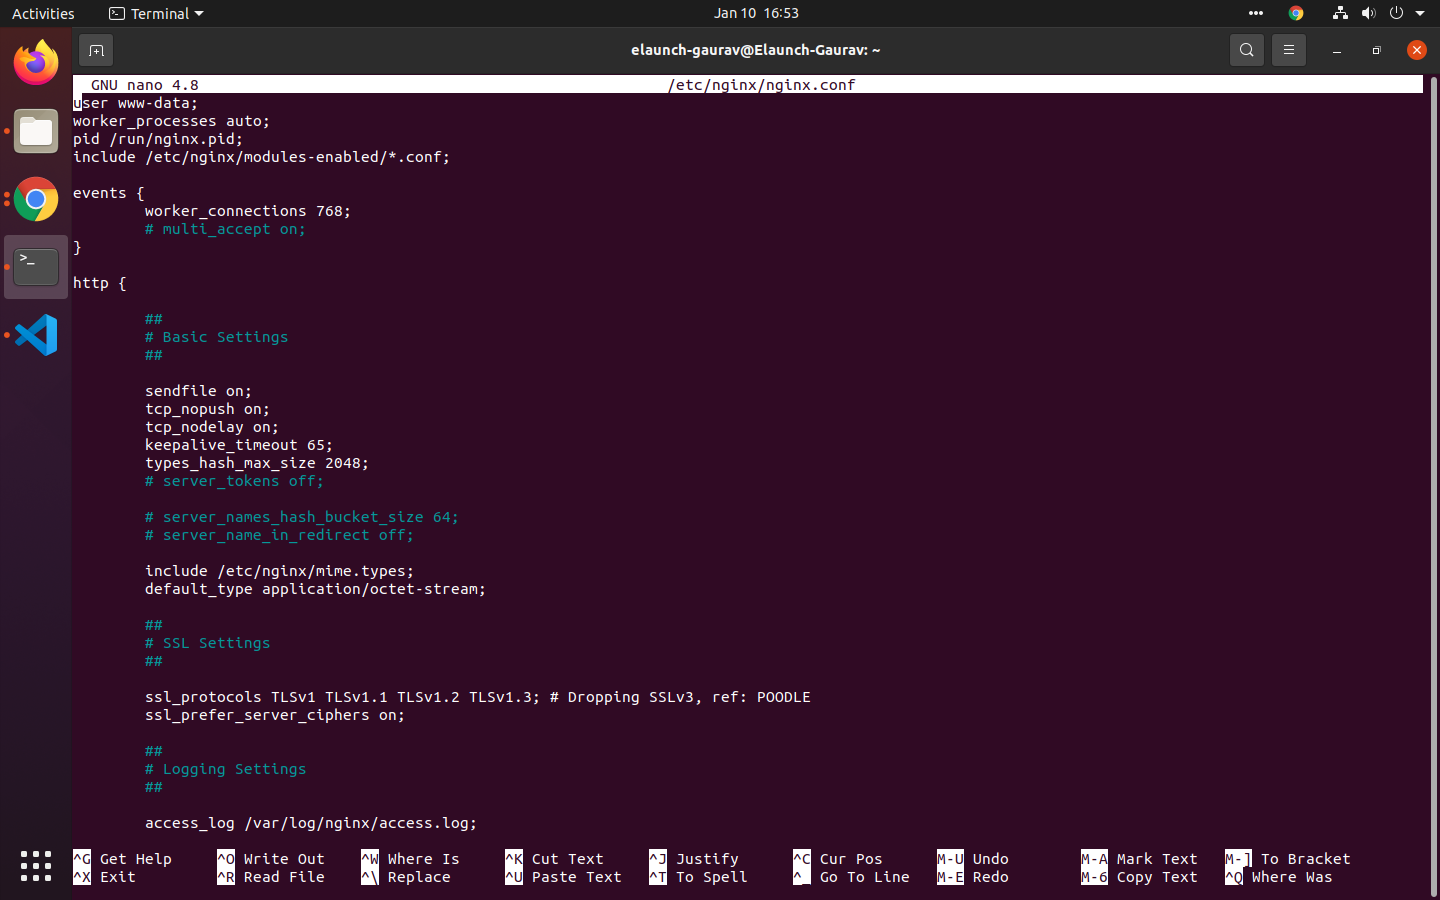 Activities Terminal Jan 10 16:53
elaunch-gaurav@Elaunch-Gaurav: ~
GNU nano 4.8 /etc/nginx/nginx.conf
user www-data;
worker_processes auto;
pid /run/nginx.pid;
include /etc/nginx/modules-enabled/*.conf;
events {
worker_connections 768;
# multi_accept on;
}
http {
##
# Basic Settings
##
sendfile on;
tcp_nopush on;
tcp_nodelay on;
keepalive_timeout 65;
types_hash_max_size 2048;
# server_tokens off;
# server_names_hash_bucket_size 64;
# server_name_in_redirect off;
include /etc/nginx/mime.types;
default_type application/octet-stream;
##
# SSL Settings
##
ssl_protocols TLSv1 TLSv1.1 TLSv1.2 TLSv1.3; # Dropping SSLv3, ref: POODLE
ssl_prefer_server_ciphers on;
##
# Logging Settings
##
access_log /var/log/nginx/access.log;
^G Get Help ^O Write Out ^W Where Is ^K Cut Text ^J Justify ^C Cur Pos M-U Undo M-A Mark Text M-] To Bracket
^X Exit ^R Read File ^\ Replace ^U Paste Text ^T To Spell ^_ Go To Line M-E Redo M-6 Copy Text ^Q Where Was